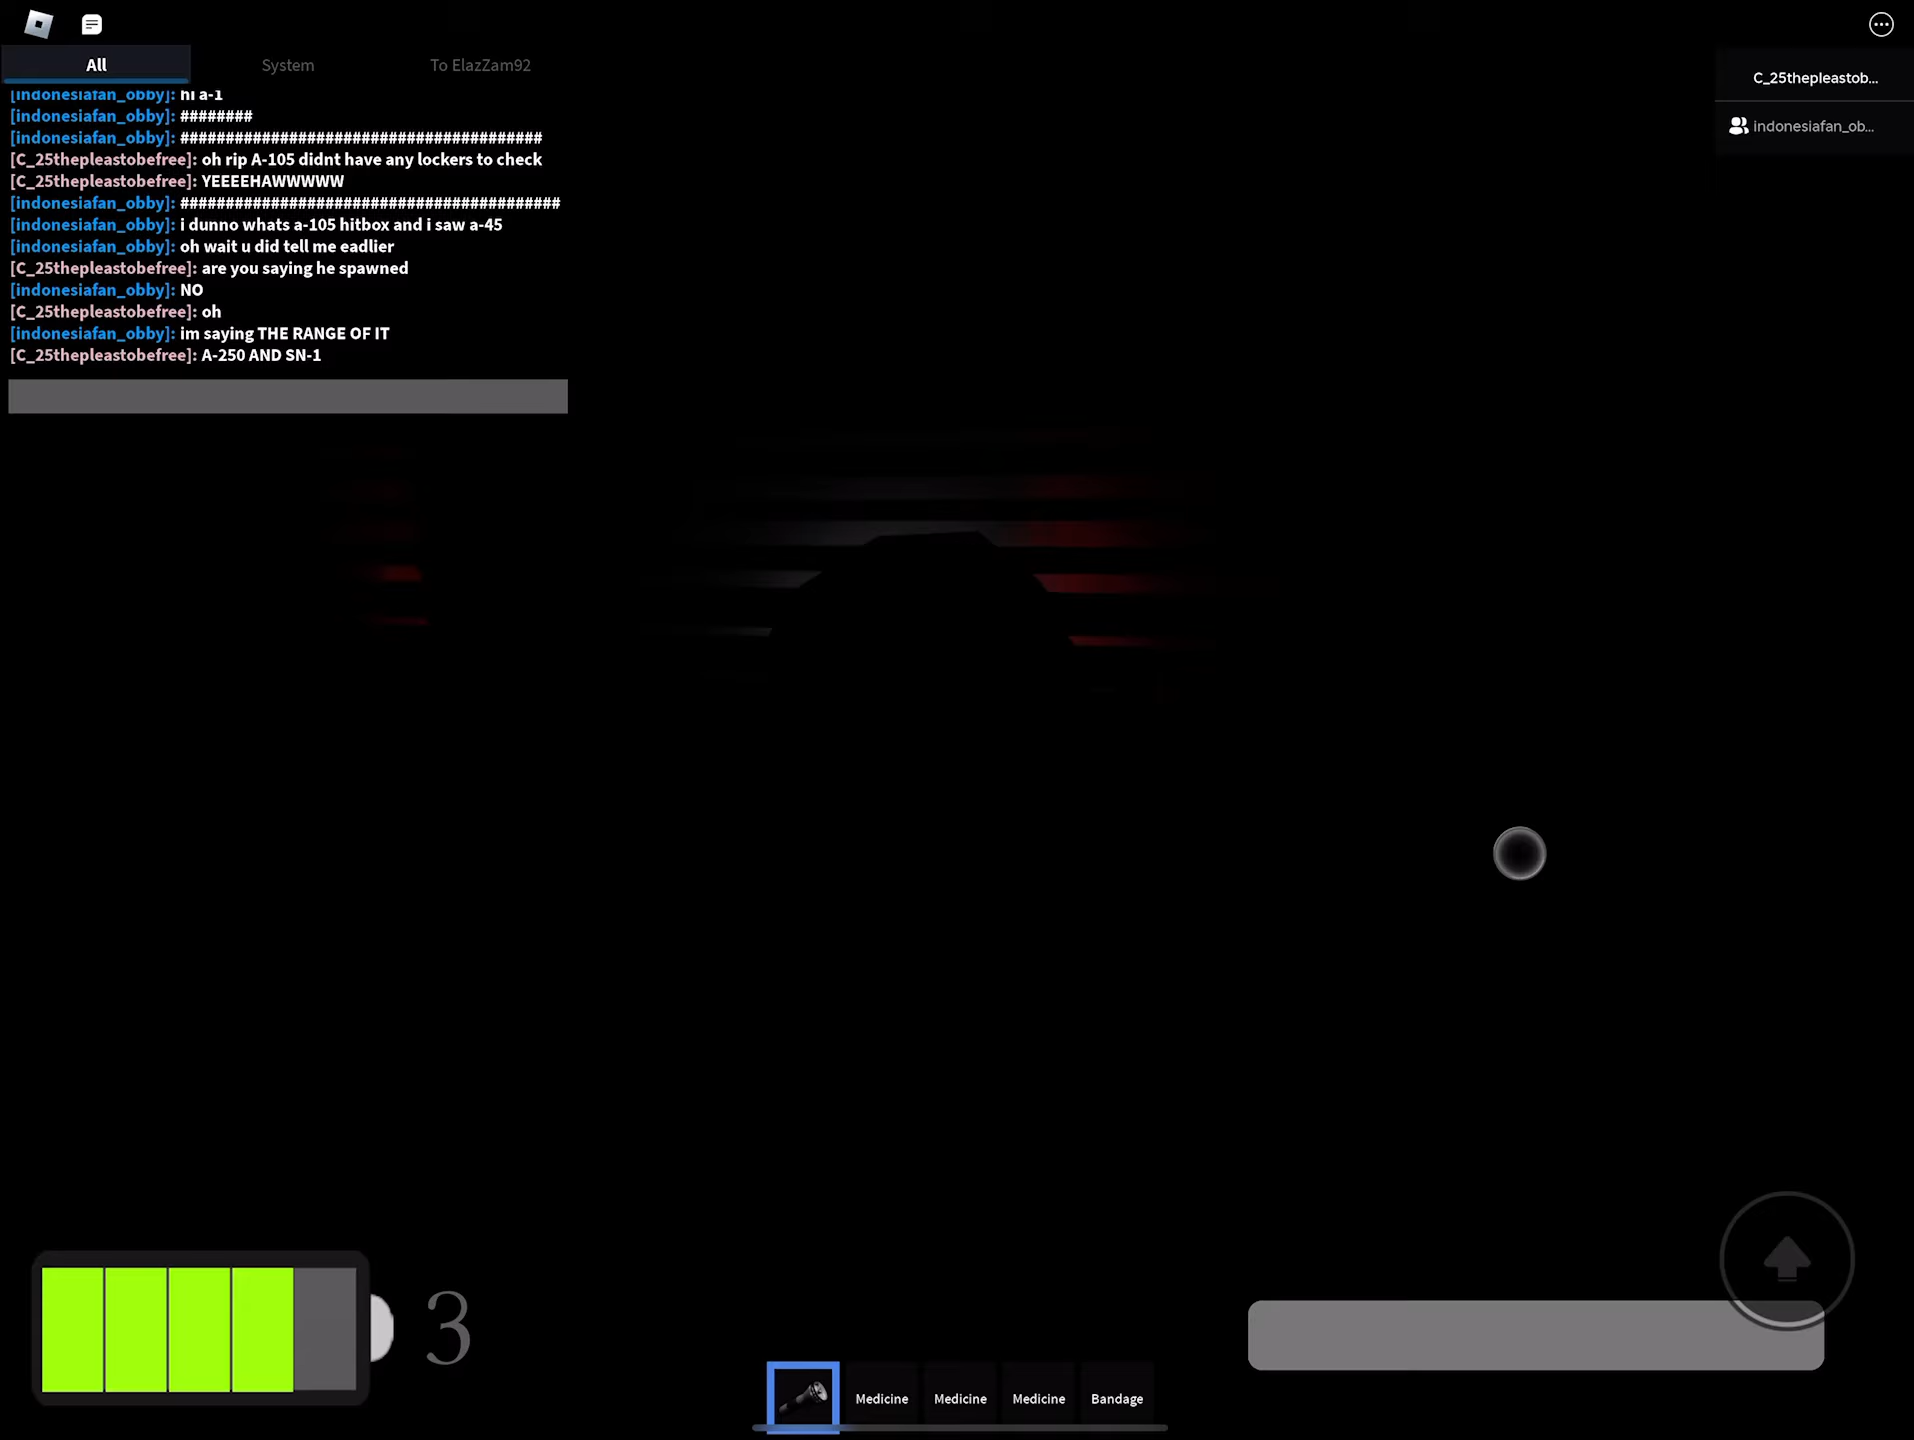 All
System
To ElazZam92
[indonesiafan_obby]: hi a-1
[indonesiafan_obby]: ########
[indonesiafan_obby]: ########################################
[C_25thepleastobefree]: oh rip A-105 didnt have any lockers to check
[C_25thepleastobefree]: YEEEEHAWWWWW
[indonesiafan_obby]: ##########################################
[indonesiafan_obby]: i dunno whats a-105 hitbox and i saw a-45
[indonesiafan_obby]: oh wait u did tell me eadlier
[C_25thepleastobefree]: are you saying he spawned
[indonesiafan_obby]: NO
[C_25thepleastobefree]: oh
[indonesiafan_obby]: im saying THE RANGE OF IT
[C_25thepleastobefree]: A-250 AND SN-1
C_25thepleastob...
indonesiafan_ob...
3
Medicine
Medicine
Medicine
Bandage